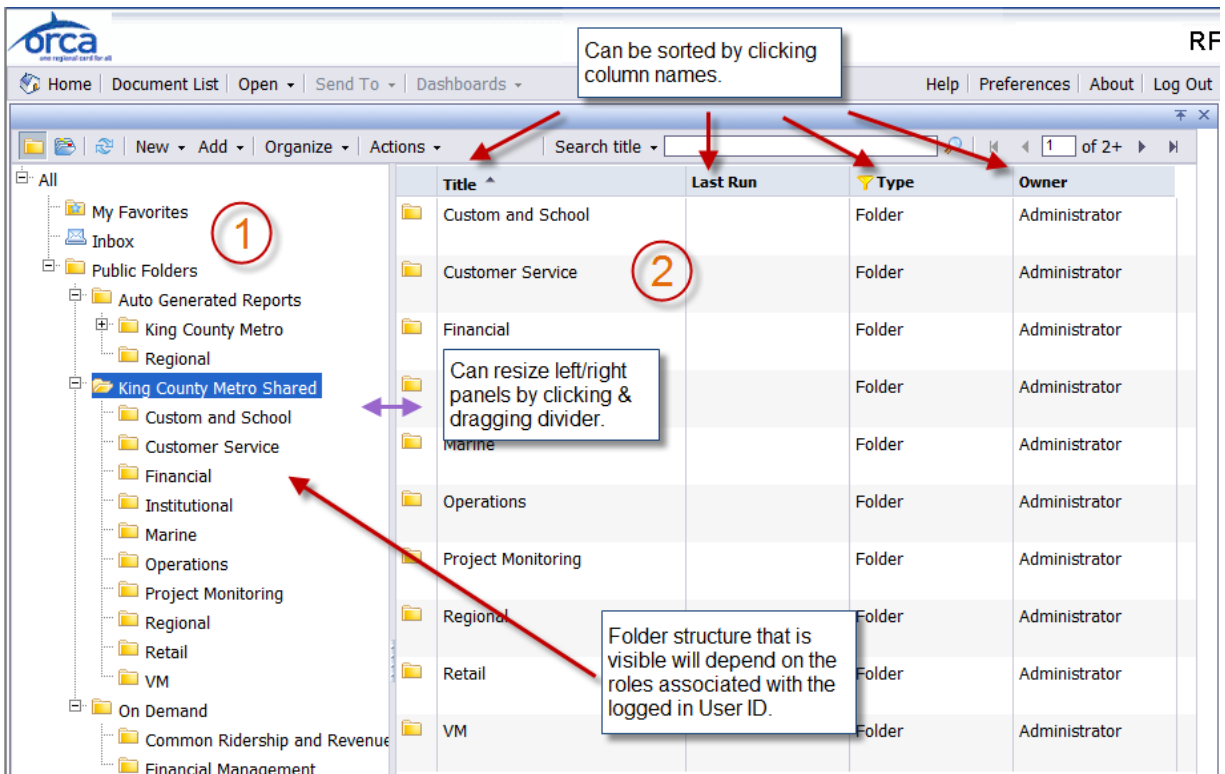 orca
one regional card for all
RF
Can be sorted by clicking
column names.
Home Document List Open Send To Dashboards Help Preferences About Log Out
New Add Organize Actions Search title 1 of 2+
All
My Favorites
Inbox
Public Folders
Auto Generated Reports
King County Metro
Regional
King County Metro Shared
Custom and School
Customer Service
Financial
Institutional
Marine
Operations
Project Monitoring
Regional
Retail
VM
On Demand
Common Ridership and Revenue
Financial Management
1
Title Last Run Type Owner
Custom and School Folder Administrator
Customer Service Folder Administrator
2
Financial Folder Administrator
Can resize left/right
panels by clicking &
dragging divider.
Folder Administrator
Marine Folder Administrator
Operations Folder Administrator
Project Monitoring Folder Administrator
Regional Folder Administrator
Folder structure that is
visible will depend on the
roles associated with the
logged in User ID.
Retail Folder Administrator
VM Folder Administrator